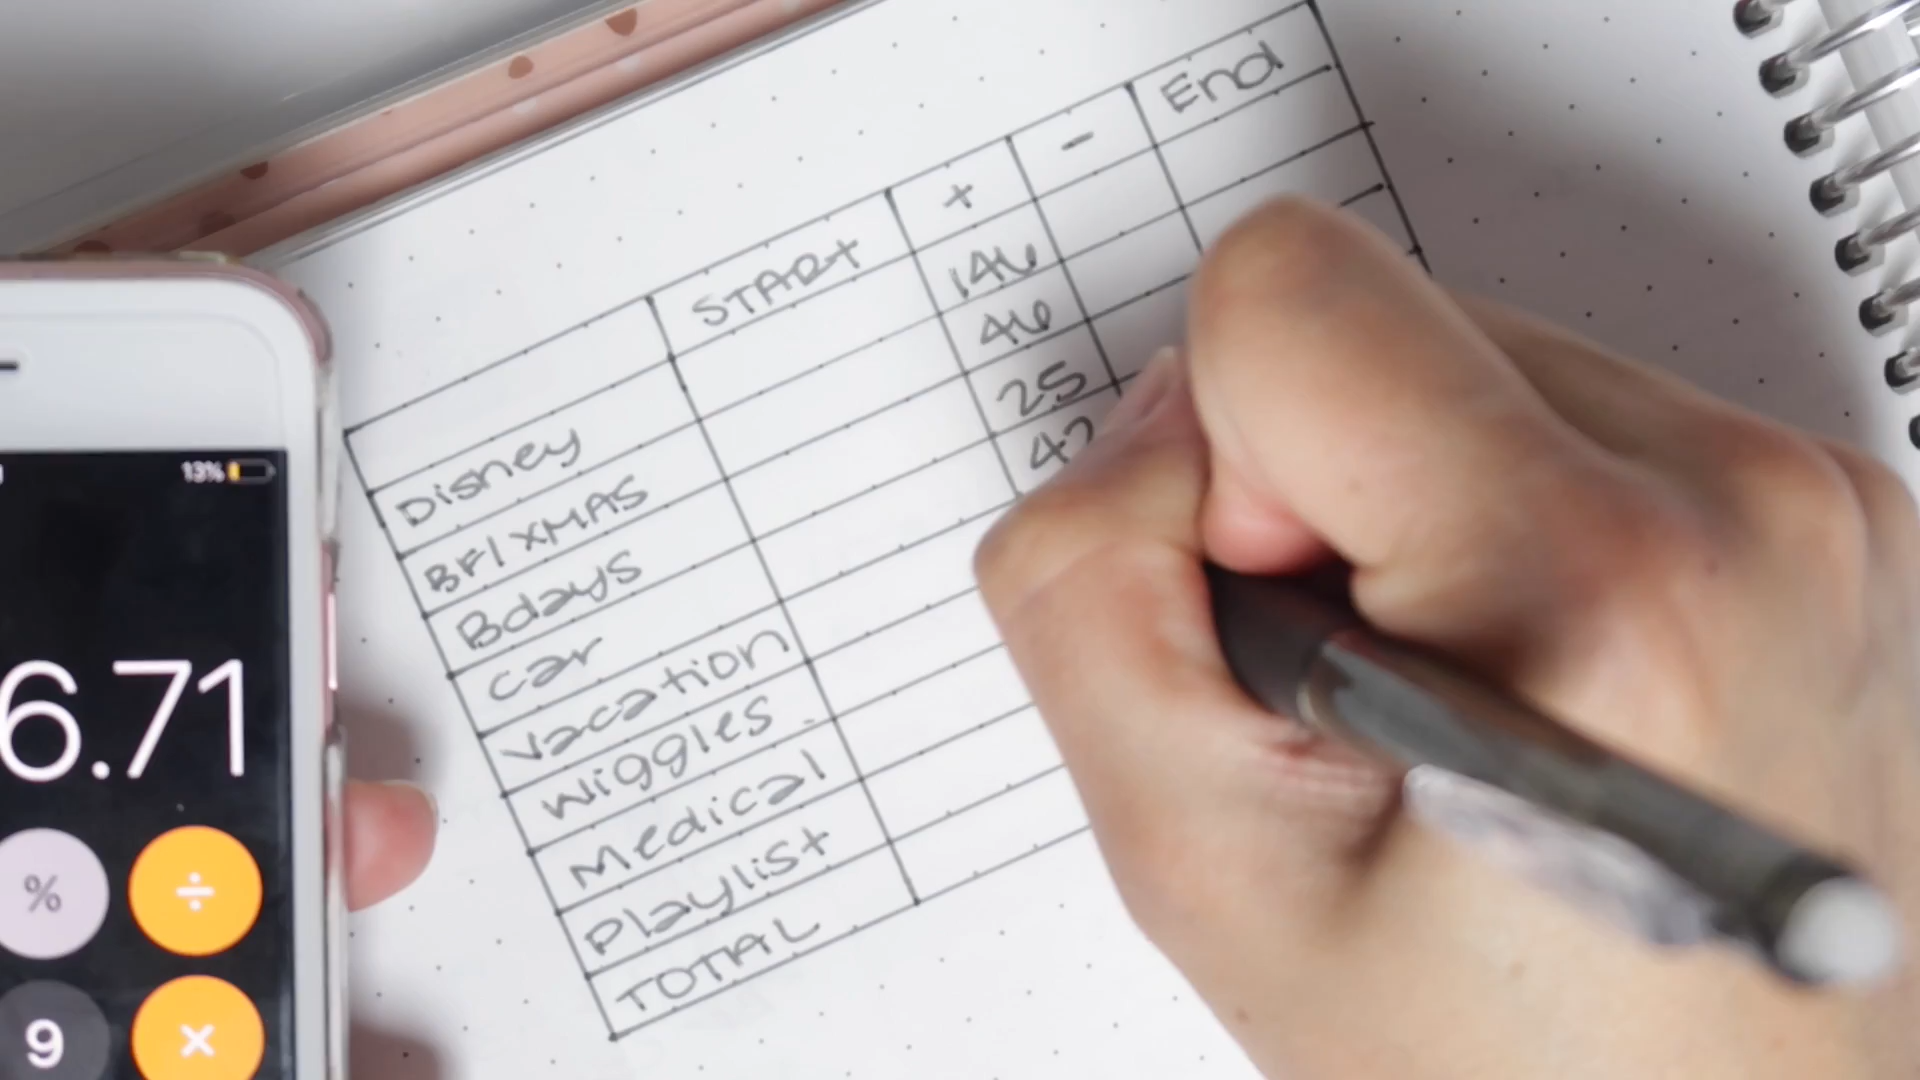 START + - End
Disney 146
BF/XMAS 46
Bdays 25
Car
Vacation
Wiggles
Medical
Playlist
TOTAL
13%
6.71
% ÷
9 ×